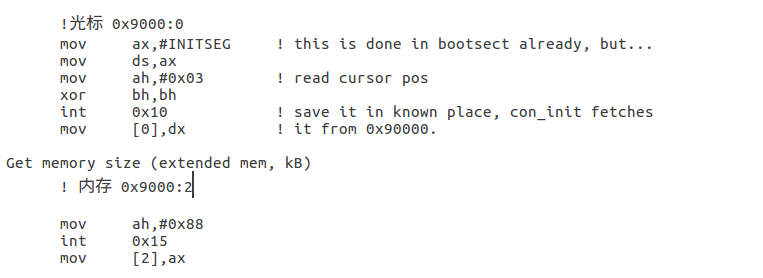 !光标 0x9000:0
mov ax,#INITSEG ! this is done in bootsect already, but...
mov ds,ax
mov ah,#0x03 ! read cursor pos
xor bh,bh
int 0x10 ! save it in known place, con_init fetches
mov [0],dx ! it from 0x90000.
Get memory size (extended mem, kB)
! 内存 0x9000:2
mov ah,#0x88
int 0x15
mov [2],ax